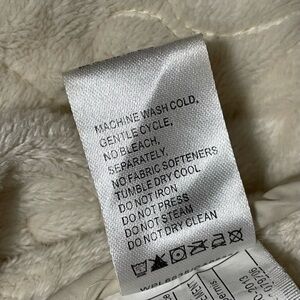 MACHINE WASH COLD,
GENTLE CYCLE,
NO BLEACH,
SEPARATELY,
NO FABRIC SOFTENERS
TUMBLE DRY COOL
DO NOT IRON
DO NOT PRESS
DO NOT STEAM
DO NOT DRY CLEAN